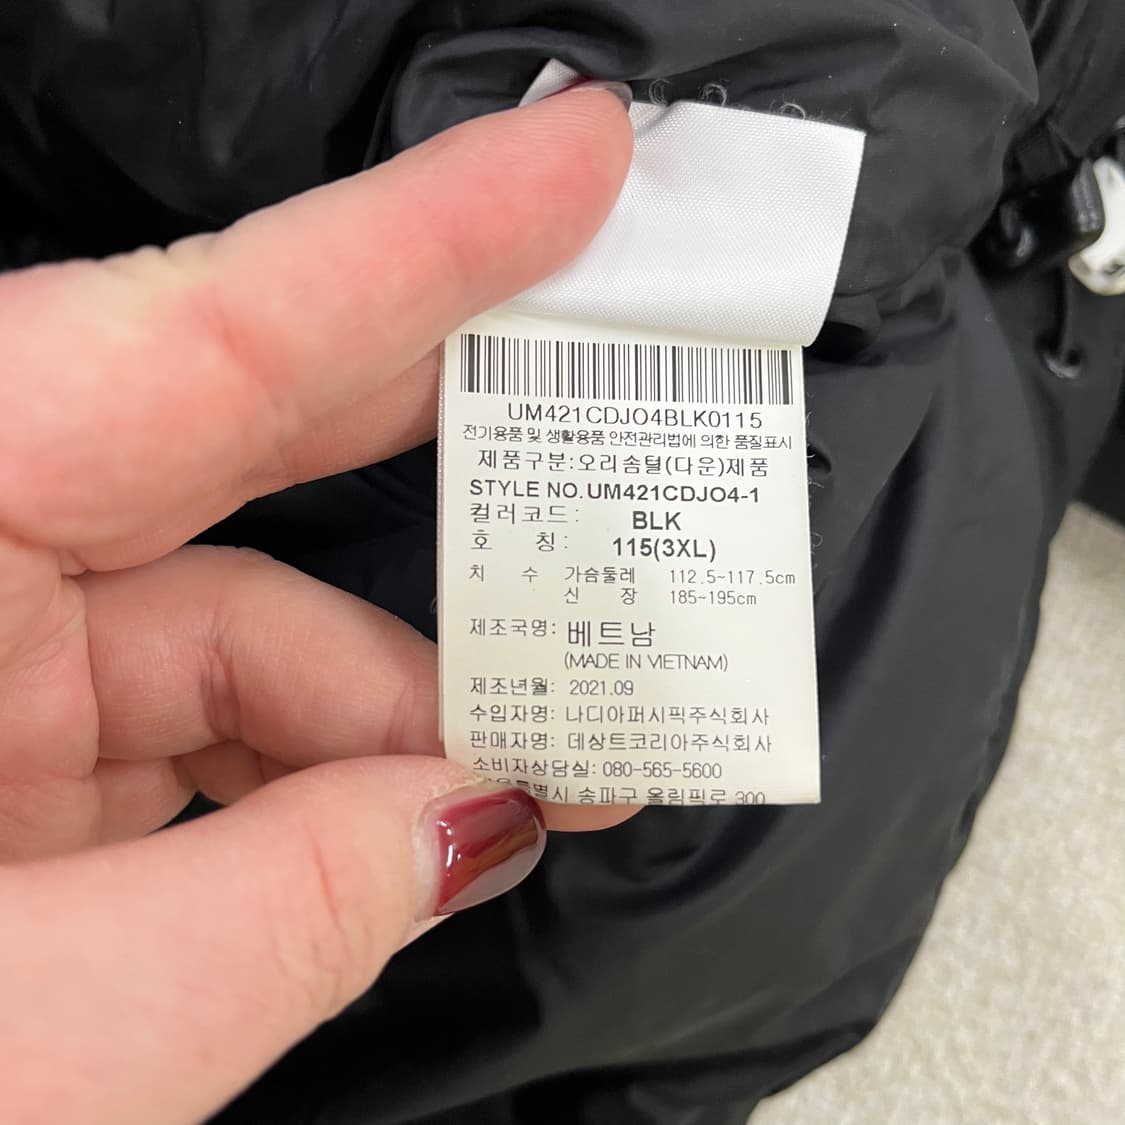 UM421CDJO4BLK0115
전기용품 및 생활용품 안전관리법에 의한 품질표시
제품구분:오리솜털(다운)제품
STYLE NO.UM421CDJO4-1
컬러코드: BLK
호 칭: 115(3XL)
치 수 가슴둘레 112.5~117.5cm
신 장 185~195cm
제조국명: 베트남
(MADE IN VIETNAM)
제조년월: 2021.09
수입자명: 나디아퍼시픽주식회사
판매자명: 데상트코리아주식회사
소비자상담실: 080-565-5600
송파구 올림픽로 300